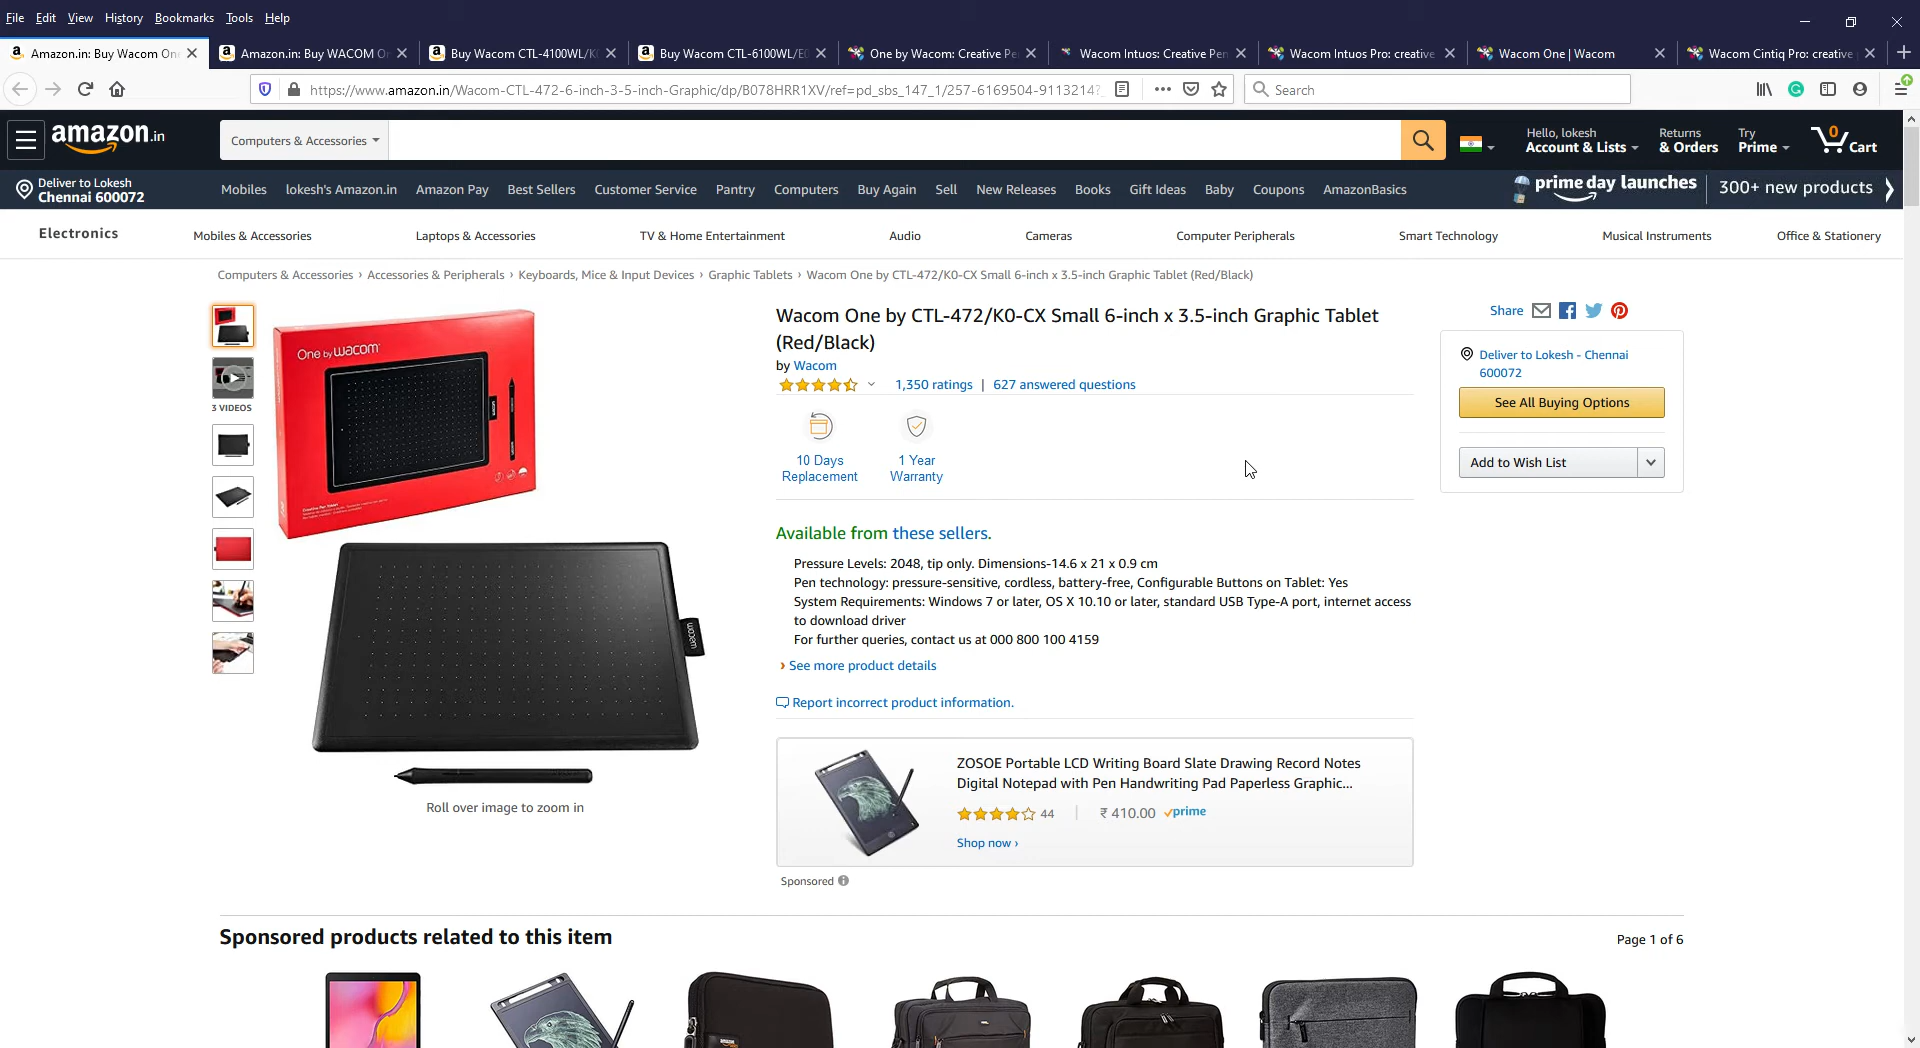 File Edit View History Bookmarks Tools Help
Amazon.in: Buy Wacom One
Amazon.in: Buy WACOM On
Buy Wacom CTL-4100WL/K0
Buy Wacom CTL-6100WL/E0
One by Wacom: Creative Pe
Wacom Intuos: Creative Pen
Wacom Intuos Pro: creative
Wacom One | Wacom
Wacom Cintiq Pro: creative
https://www.amazon.in/Wacom-CTL-472-6-inch-3-5-inch-Graphic/dp/B078HRR1XV/ref=pd_sbs_147_1/257-6169504-9113214?
Search
amazon.in
Computers & Accessories
Hello, lokesh
Account & Lists
Returns
& Orders
Try
Prime
0
Cart
Deliver to Lokesh
Chennai 600072
Mobiles lokesh's Amazon.in Amazon Pay Best Sellers Customer Service Pantry Computers Buy Again Sell New Releases Books Gift Ideas Baby Coupons AmazonBasics
prime day launches
300+ new products
Electronics Mobiles & Accessories Laptops & Accessories TV & Home Entertainment Audio Cameras Computer Peripherals Smart Technology Musical Instruments Office & Stationery
Computers & Accessories › Accessories & Peripherals › Keyboards, Mice & Input Devices › Graphic Tablets › Wacom One by CTL-472/K0-CX Small 6-inch x 3.5-inch Graphic Tablet (Red/Black)
3 VIDEOS
One by wacom
wacom
Roll over image to zoom in
Wacom One by CTL-472/K0-CX Small 6-inch x 3.5-inch Graphic Tablet
(Red/Black)
by Wacom
1,350 ratings | 627 answered questions
10 Days
Replacement
1 Year
Warranty
Available from these sellers.
Pressure Levels: 2048, tip only. Dimensions-14.6 x 21 x 0.9 cm
Pen technology: pressure-sensitive, cordless, battery-free, Configurable Buttons on Tablet: Yes
System Requirements: Windows 7 or later, OS X 10.10 or later, standard USB Type-A port, internet access
to download driver
For further queries, contact us at 000 800 100 4159
› See more product details
Report incorrect product information.
ZOSOE Portable LCD Writing Board Slate Drawing Record Notes
Digital Notepad with Pen Handwriting Pad Paperless Graphic...
44 | ₹ 410.00 prime
Shop now ›
Sponsored
Share
Deliver to Lokesh - Chennai
600072
See All Buying Options
Add to Wish List
Sponsored products related to this item
Page 1 of 6